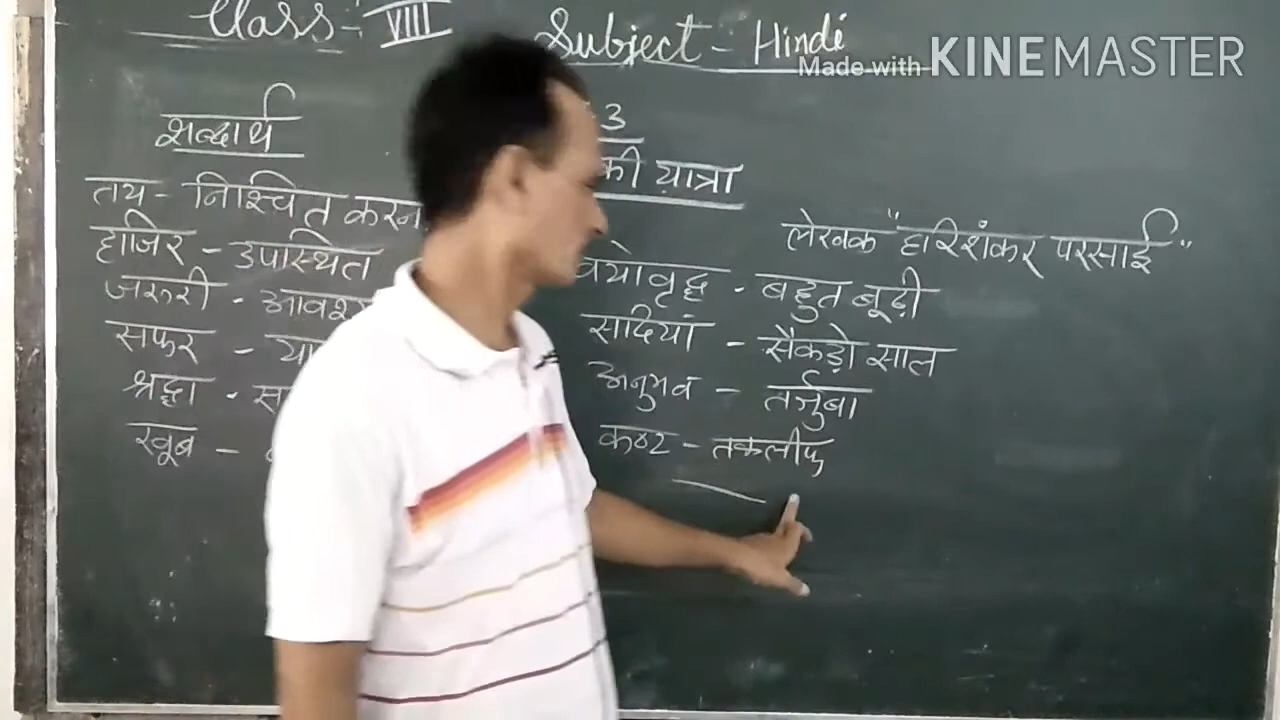 Class- VIII Subject - Hindi
Made with KINEMASTER
शब्दार्थ
3
की य़ात्रा
लेखक "हरिशंकर परसाई"
तय - निश्चित करन
हाजिर - उपस्थित
जरूरी - आवश्
सफर - या
श्रद्धा - स
खूब -
वयोवृद्ध - बहुत बूढ़ी
सदियां - सैकड़ो साल
अनुभव - तर्जुबा
कष्ट - तकलीफ